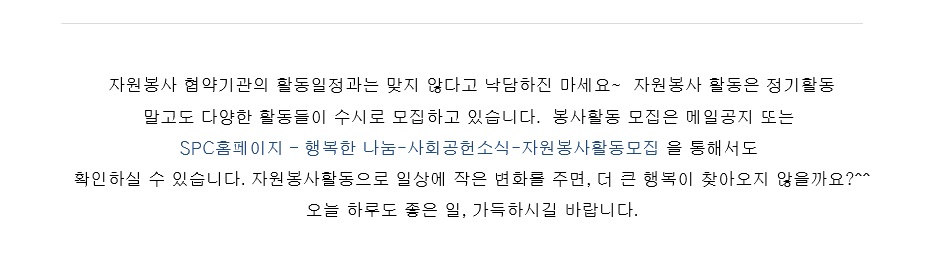 자원봉사 협약기관의 활동일정과는 맞지 않다고 낙담하진 마세요~ 자원봉사 활동은 정기활동
말고도 다양한 활동들이 수시로 모집하고 있습니다. 봉사활동 모집은 메일공지 또는
SPC홈페이지 - 행복한 나눔-사회공헌소식-자원봉사활동모집 을 통해서도
확인하실 수 있습니다. 자원봉사활동으로 일상에 작은 변화를 주면, 더 큰 행복이 찾아오지 않을까요?^^
오늘 하루도 좋은 일, 가득하시길 바랍니다.